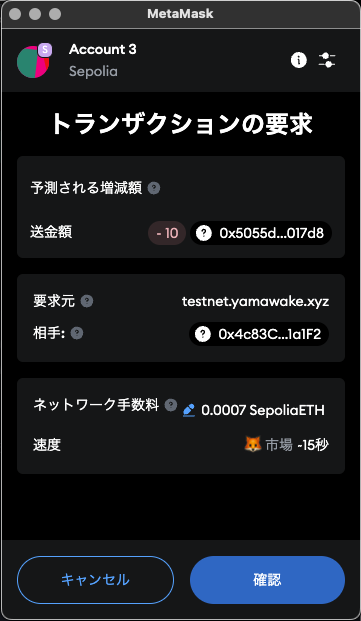 MetaMask
S
Account 3
Sepolia
トランザクションの要求
予測される増減額
送金額 - 10 0x5055d...017d8
要求元 testnet.yamawake.xyz
相手: 0x4c83C...1a1F2
ネットワーク手数料 0.0007 SepoliaETH
速度 市場 ~15秒
キャンセル 確認